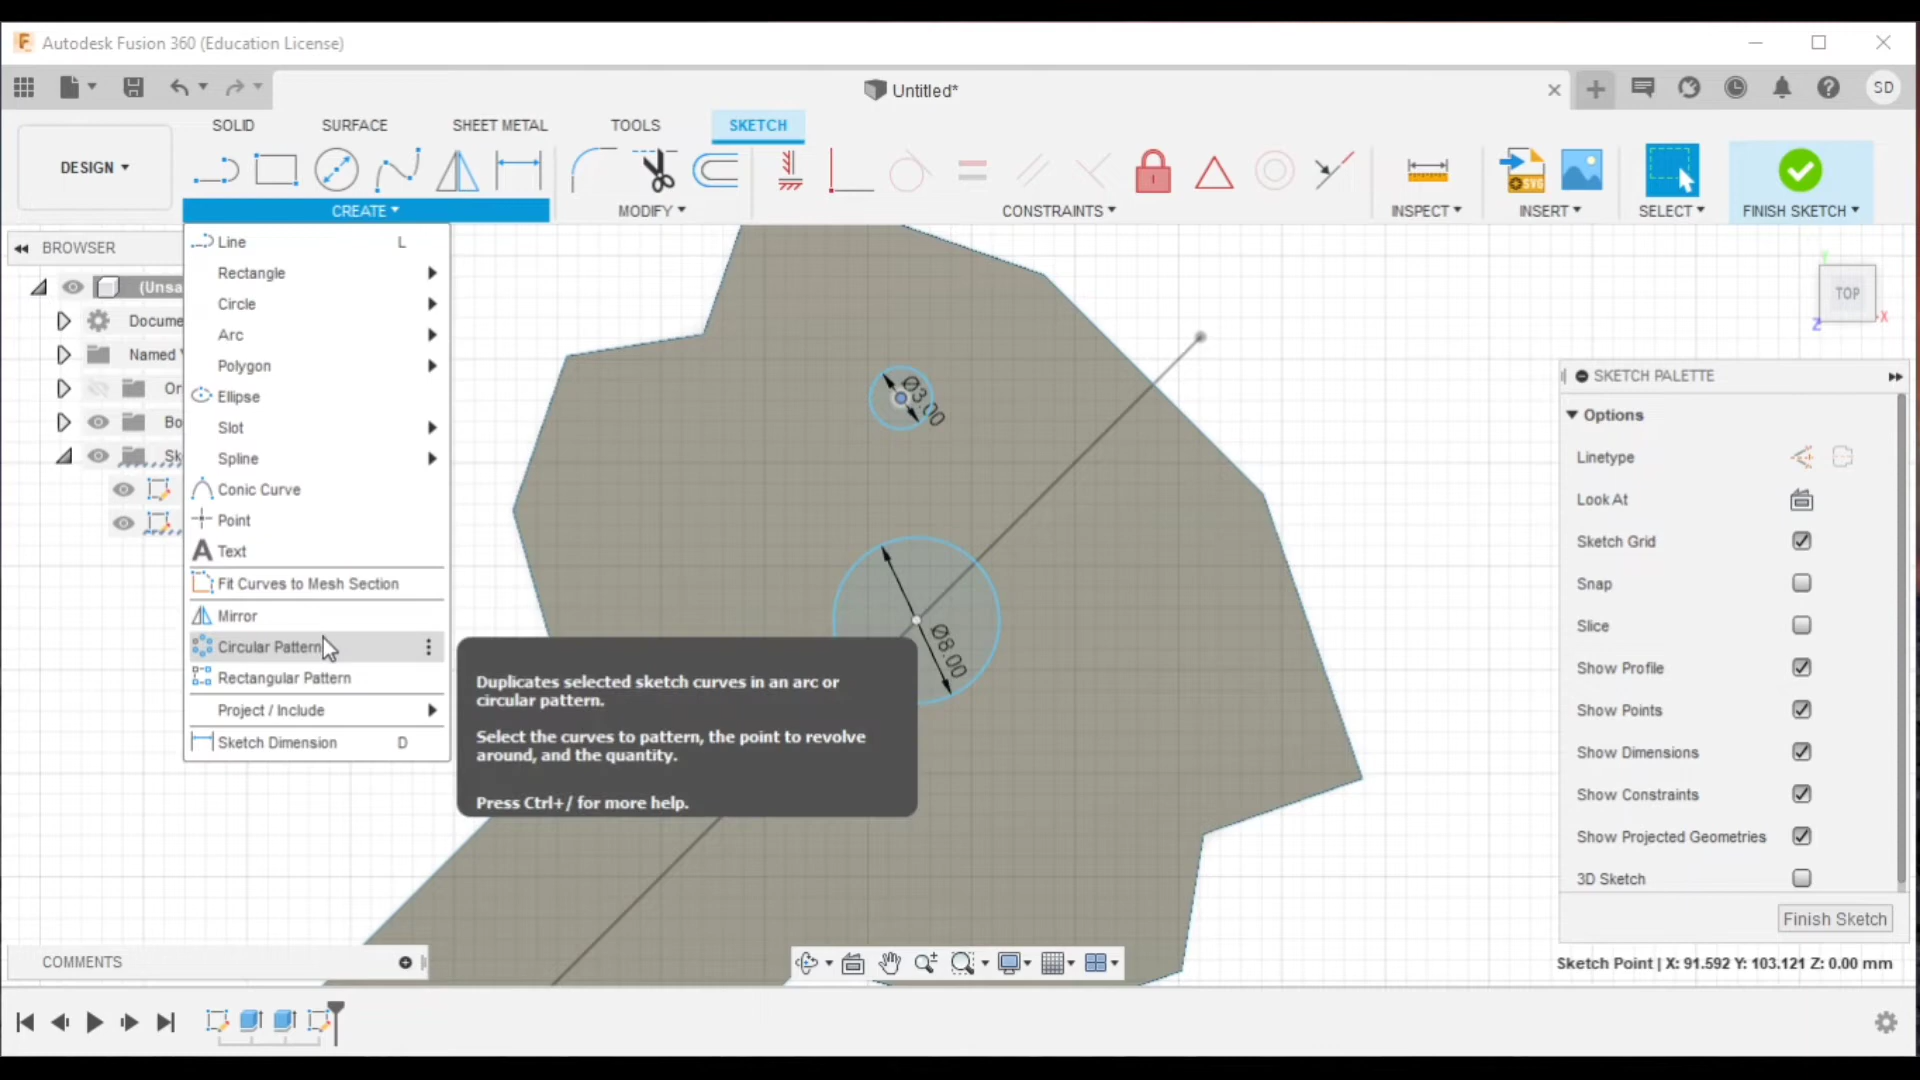 Autodesk Fusion 360 (Education License)
Untitled*
SD
SOLID
SURFACE
SHEET METAL
TOOLS
SKETCH
DESIGN
CREATE
MODIFY
CONSTRAINTS
INSPECT
INSERT
SVG
SELECT
FINISH SKETCH
BROWSER
(Unsa
Docume
Named V
Or
Bo
Sk
Line L
Rectangle
Circle
Arc
Polygon
Ellipse
Slot
Spline
Conic Curve
Point
A Text
Fit Curves to Mesh Section
Mirror
Circular Pattern
Rectangular Pattern
Project / Include
Sketch Dimension D
Duplicates selected sketch curves in an arc or
circular pattern.
Select the curves to pattern, the point to revolve
around, and the quantity.
Press Ctrl+/ for more help.
Ø3.00
Ø8.00
TOP
Y
X
Z
SKETCH PALETTE
Options
Linetype
Look At
Sketch Grid
Snap
Slice
Show Profile
Show Points
Show Dimensions
Show Constraints
Show Projected Geometries
3D Sketch
Finish Sketch
COMMENTS
Sketch Point | X: 91.592 Y: 103.121 Z: 0.00 mm